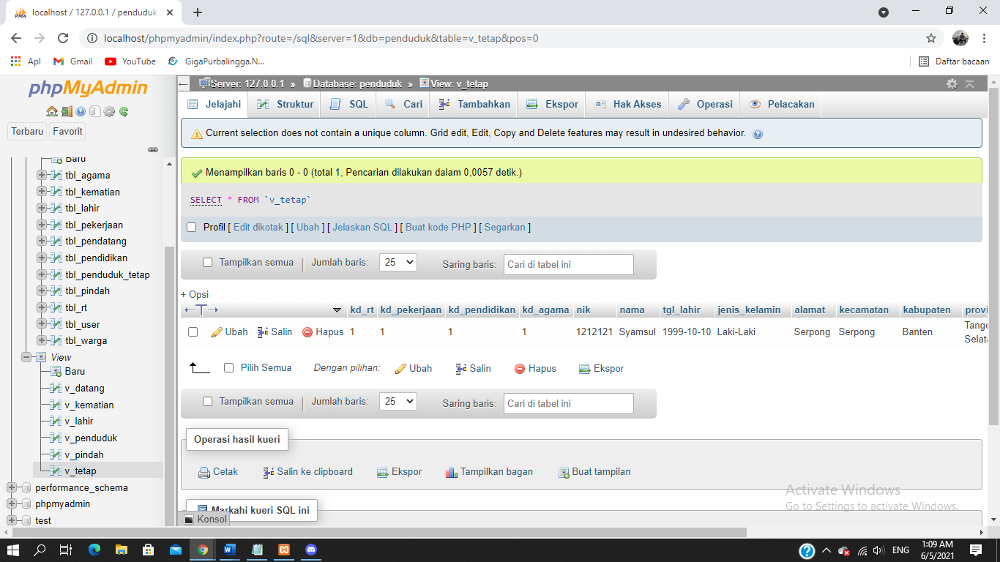 localhost / 127.0.0.1 / penduduk
localhost/phpmyadmin/index.php?route=/sql&server=1&db=penduduk&table=v_tetap&pos=0
Apl Gmail YouTube GigaPurbalingga.N... Daftar bacaan
phpMyAdmin
Terbaru Favorit
Baru
tbl_agama
tbl_kematian
tbl_lahir
tbl_pekerjaan
tbl_pendatang
tbl_pendidikan
tbl_penduduk_tetap
tbl_pindah
tbl_rt
tbl_user
tbl_warga
View
Baru
v_datang
v_kematian
v_lahir
v_penduduk
v_pindah
v_tetap
performance_schema
phpmyadmin
test
Server: 127.0.0.1 » Database: penduduk » View: v_tetap
Jelajahi Struktur SQL Cari Tambahkan Ekspor Hak Akses Operasi Pelacakan
Current selection does not contain a unique column. Grid edit, Edit, Copy and Delete features may result in undesired behavior.
Menampilkan baris 0 - 0 (total 1, Pencarian dilakukan dalam 0,0057 detik.)
SELECT * FROM `v_tetap`
Profil [ Edit dikotak ] [ Ubah ] [ Jelaskan SQL ] [ Buat kode PHP ] [ Segarkan ]
Tampilkan semua | Jumlah baris: 25 Saring baris: Cari di tabel ini
+ Opsi
←T→ kd_rt kd_pekerjaan kd_pendidikan kd_agama nik nama tgl_lahir jenis_kelamin alamat kecamatan kabupaten provi
Ubah Salin Hapus 1 1 1 1 1212121 Syamsul 1999-10-10 Laki-Laki Serpong Serpong Banten Tange
Selata
Pilih Semua Dengan pilihan: Ubah Salin Hapus Ekspor
Tampilkan semua | Jumlah baris: 25 Saring baris: Cari di tabel ini
Operasi hasil kueri
Cetak Salin ke clipboard Ekspor Tampilkan bagan Buat tampilan
Markahi kueri SQL ini
Konsol
Activate Windows
Go to Settings to activate Windows.
ENG
1:09 AM
6/5/2021